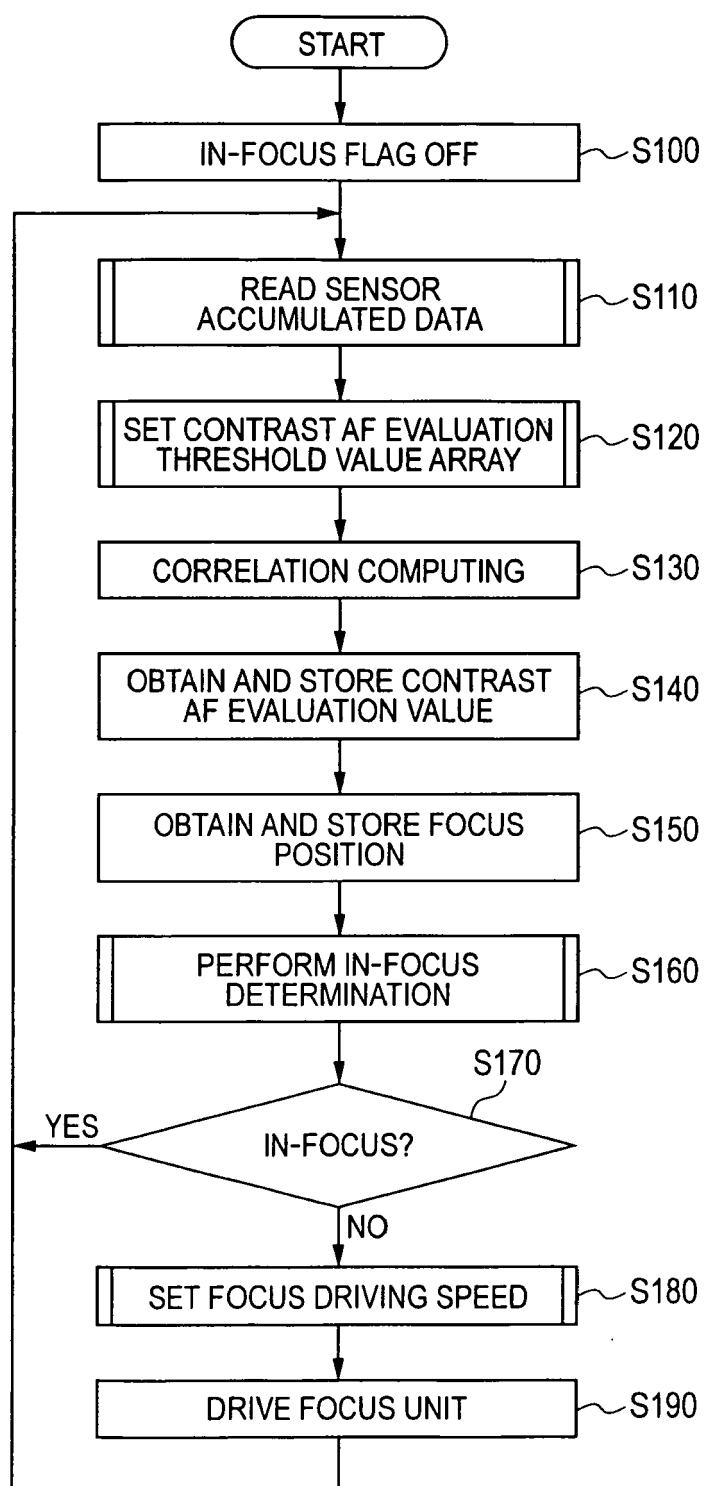 START
IN-FOCUS FLAG OFF
S100
READ SENSOR
ACCUMULATED DATA
S110
SET CONTRAST AF EVALUATION
THRESHOLD VALUE ARRAY
S120
CORRELATION COMPUTING
S130
OBTAIN AND STORE CONTRAST
AF EVALUATION VALUE
S140
OBTAIN AND STORE FOCUS
POSITION
S150
PERFORM IN-FOCUS
DETERMINATION
S160
S170
YES
IN-FOCUS?
NO
SET FOCUS DRIVING SPEED
S180
DRIVE FOCUS UNIT
S190